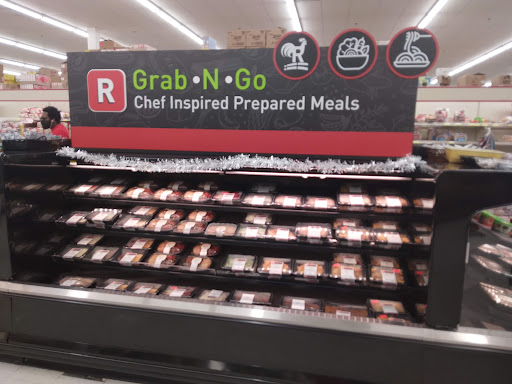 R
Grab•N•Go
Chef Inspired Prepared Meals